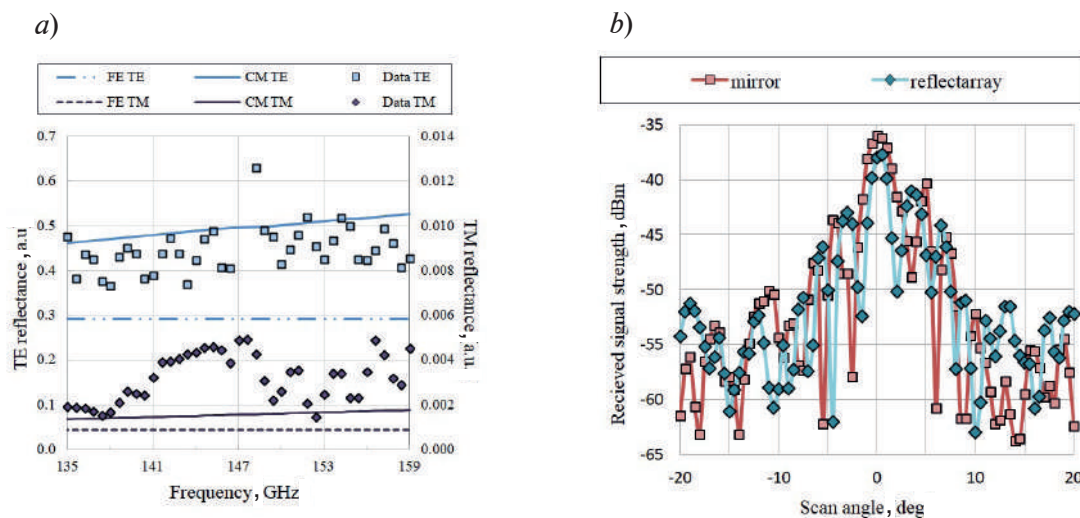 a)
FE TE CM TE Data TE
FE TM CM TM Data TM
TE reflectance, a.u
0.7
0.6
0.5
0.4
0.3
0.2
0.1
0.0
0.014
0.012
0.010
0.008
0.006
0.004
0.002
0.000
TM reflectance, a.u.
135 141 147 153 159
Frequency, GHz
b)
mirror reflectarray
Recieved signal strength, dBm
-35
-40
-45
-50
-55
-60
-65
-20 -10 0 10 20
Scan angle, deg